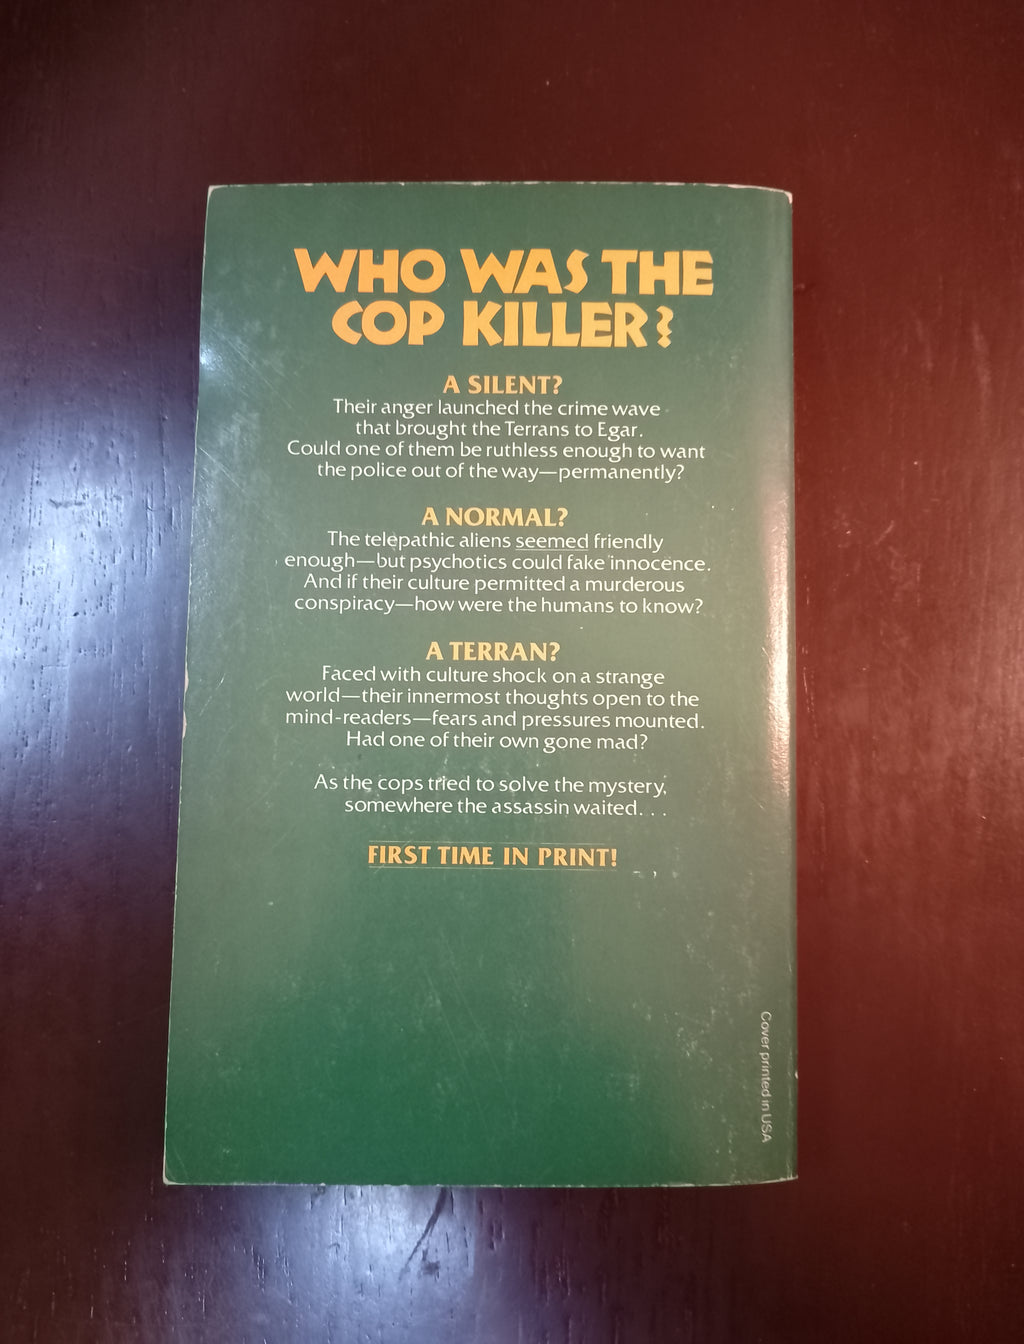 WHO WAS THE
COP KILLER?
A SILENT?
Their anger launched the crime wave
that brought the Terrans to Egar.
Could one of them be ruthless enough to want
the police out of the way—permanently?
A NORMAL?
The telepathic aliens seemed friendly
enough—but psychotics could fake innocence.
And if their culture permitted a murderous
conspiracy—how were the humans to know?
A TERRAN?
Faced with culture shock on a strange
world—their innermost thoughts open to the
mind-readers—fears and pressures mounted.
Had one of their own gone mad?
As the cops tried to solve the mystery,
somewhere the assassin waited. . .
FIRST TIME IN PRINT!
Cover printed in USA